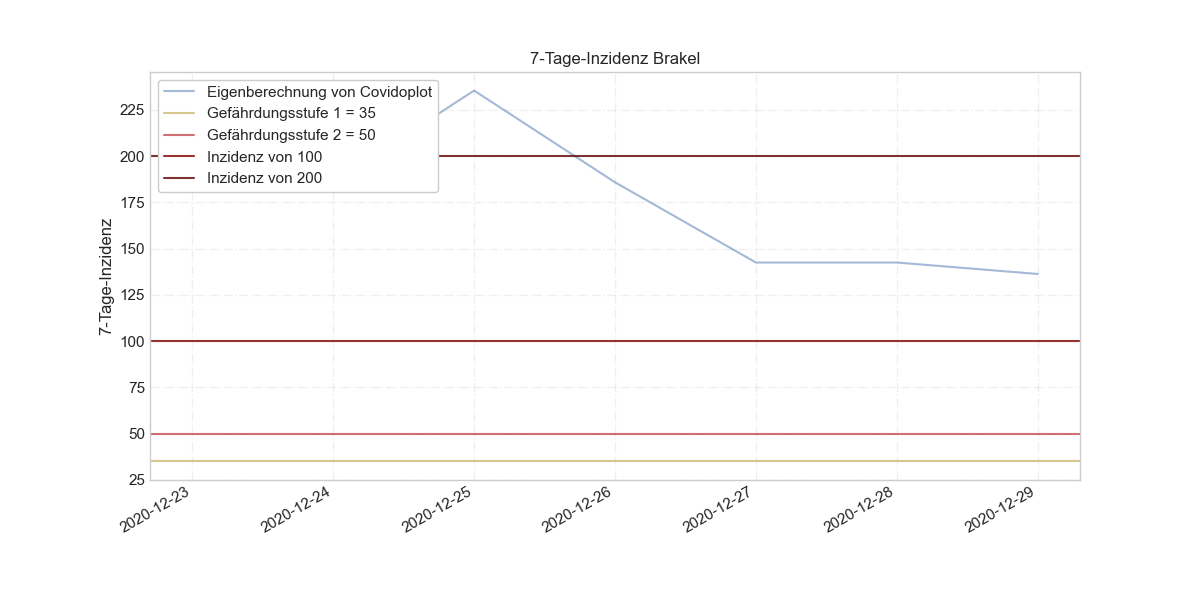 7-Tage-Inzidenz Brakel
Eigenberechnung von Covidoplot
Gefährdungsstufe 1 = 35
Gefährdungsstufe 2 = 50
Inzidenz von 100
Inzidenz von 200
7-Tage-Inzidenz
225
200
175
150
125
100
75
50
25
2020-12-23
2020-12-24
2020-12-25
2020-12-26
2020-12-27
2020-12-28
2020-12-29